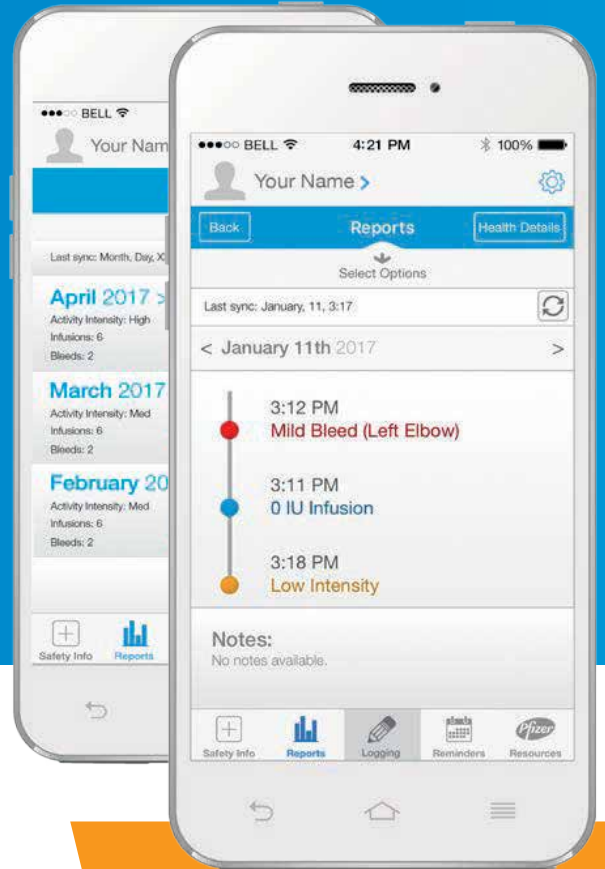 BELL
Your Nam
Last sync: Month, Day, X
April 2017 >
Activity Intensity: High
Infusions: 6
Bleeds: 2
March 2017
Activity Intensity: Med
Infusions: 6
Bleeds: 2
February 20
Activity Intensity: Med
Infusions: 6
Bleeds: 2
Safety Info
Reports
BELL 4:21 PM 100%
Your Name >
Back Reports Health Details
Select Options
Last sync: January, 11, 3:17
< January 11th 2017 >
3:12 PM
Mild Bleed (Left Elbow)
3:11 PM
0 IU Infusion
3:18 PM
Low Intensity
Notes:
No notes available.
Pfizer
Safety Info Reports Logging Reminders Resources